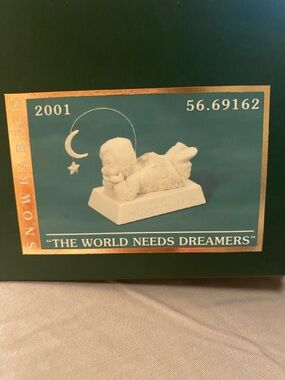 2001 56.69162
SNOWBABIES
"THE WORLD NEEDS DREAMERS"